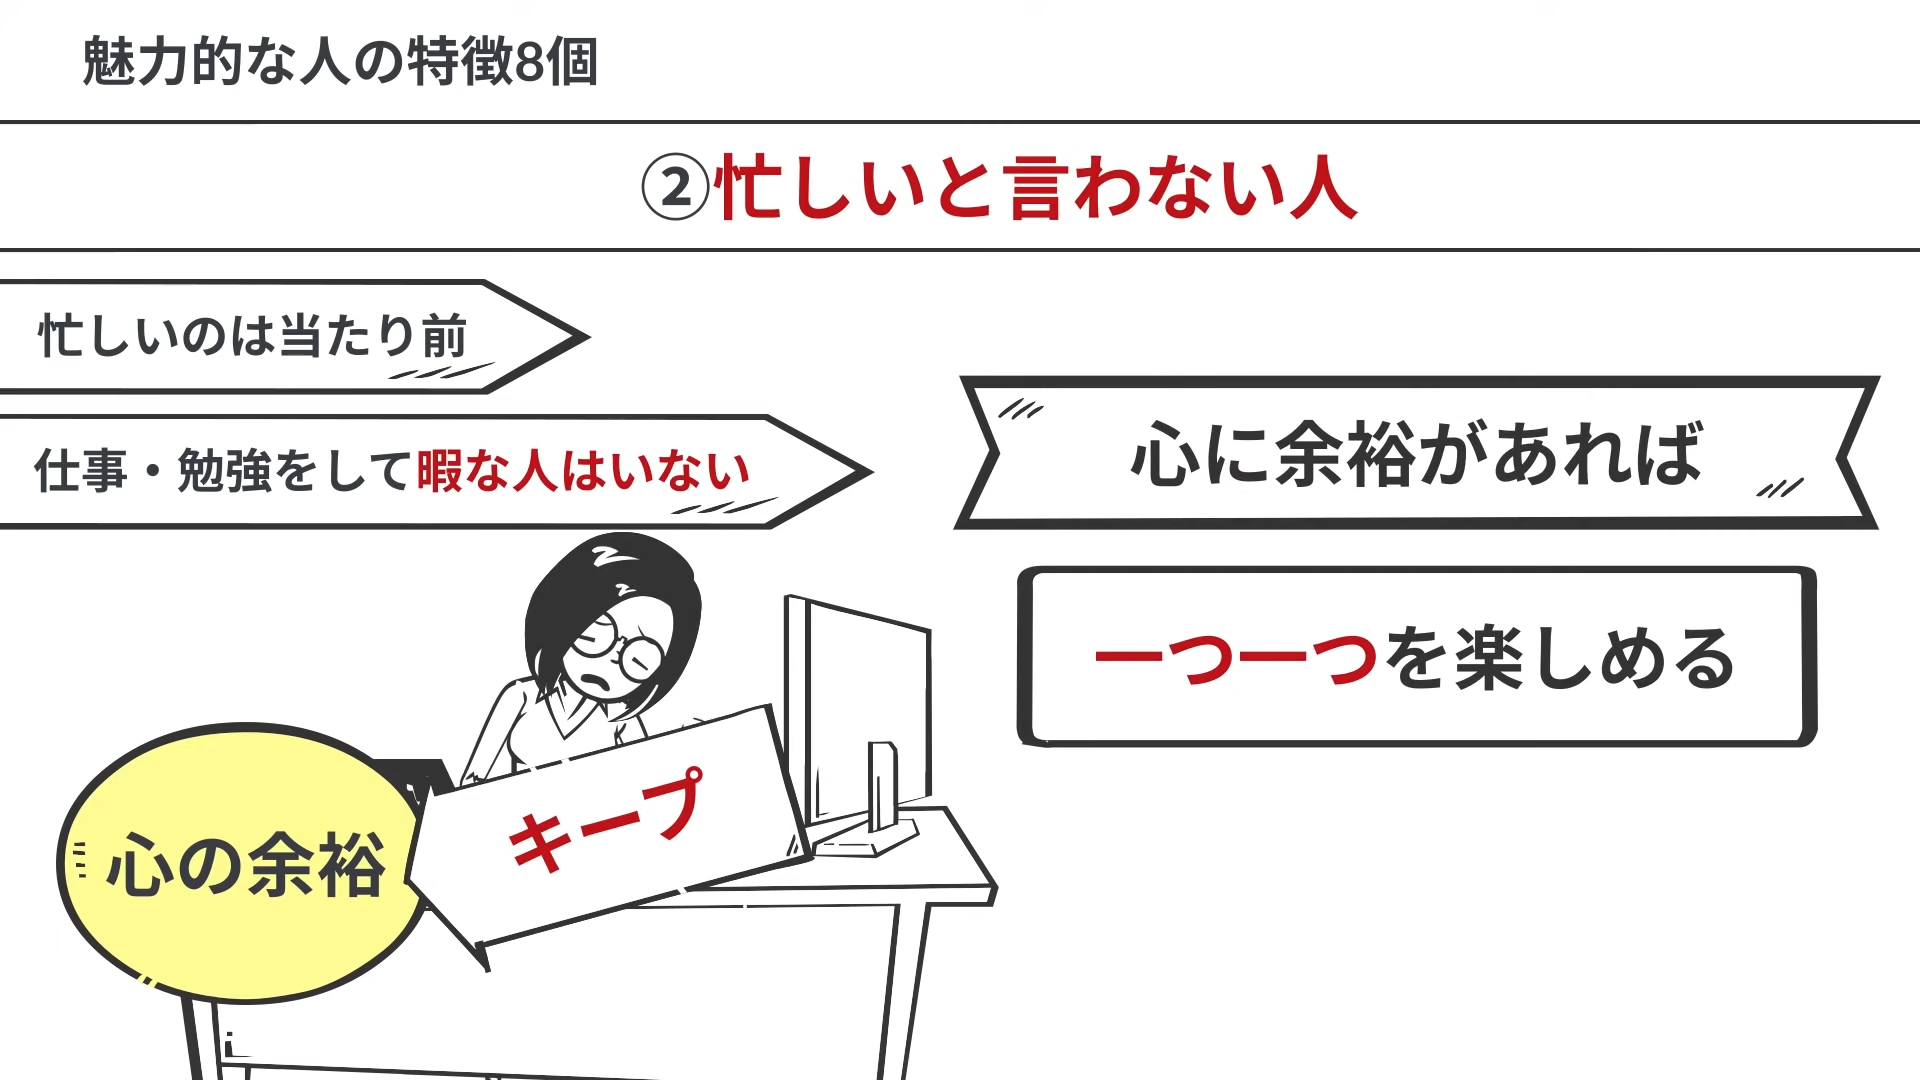 魅力的な人の特徴8個
②忙しいと言わない人
忙しいのは当たり前
仕事・勉強をして暇な人はいない
心に余裕があれば
一つ一つを楽しめる
心の余裕
キープ